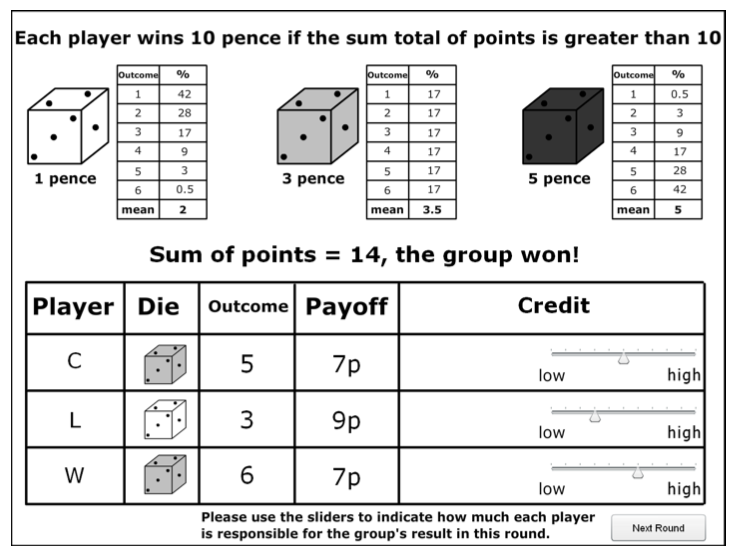 Each player wins 10 pence if the sum total of points is greater than 10
Outcome %
1 42
2 28
3 17
4 9
5 3
6 0.5
mean 2
1 pence
Outcome %
1 17
2 17
3 17
4 17
5 17
6 17
mean 3.5
3 pence
Outcome %
1 0.5
2 3
3 9
4 17
5 28
6 42
mean 5
5 pence
Sum of points = 14, the group won!
Player Die Outcome Payoff Credit
C 5 7p low high
L 3 9p low high
W 6 7p low high
Please use the sliders to indicate how much each player
is responsible for the group's result in this round.
Next Round